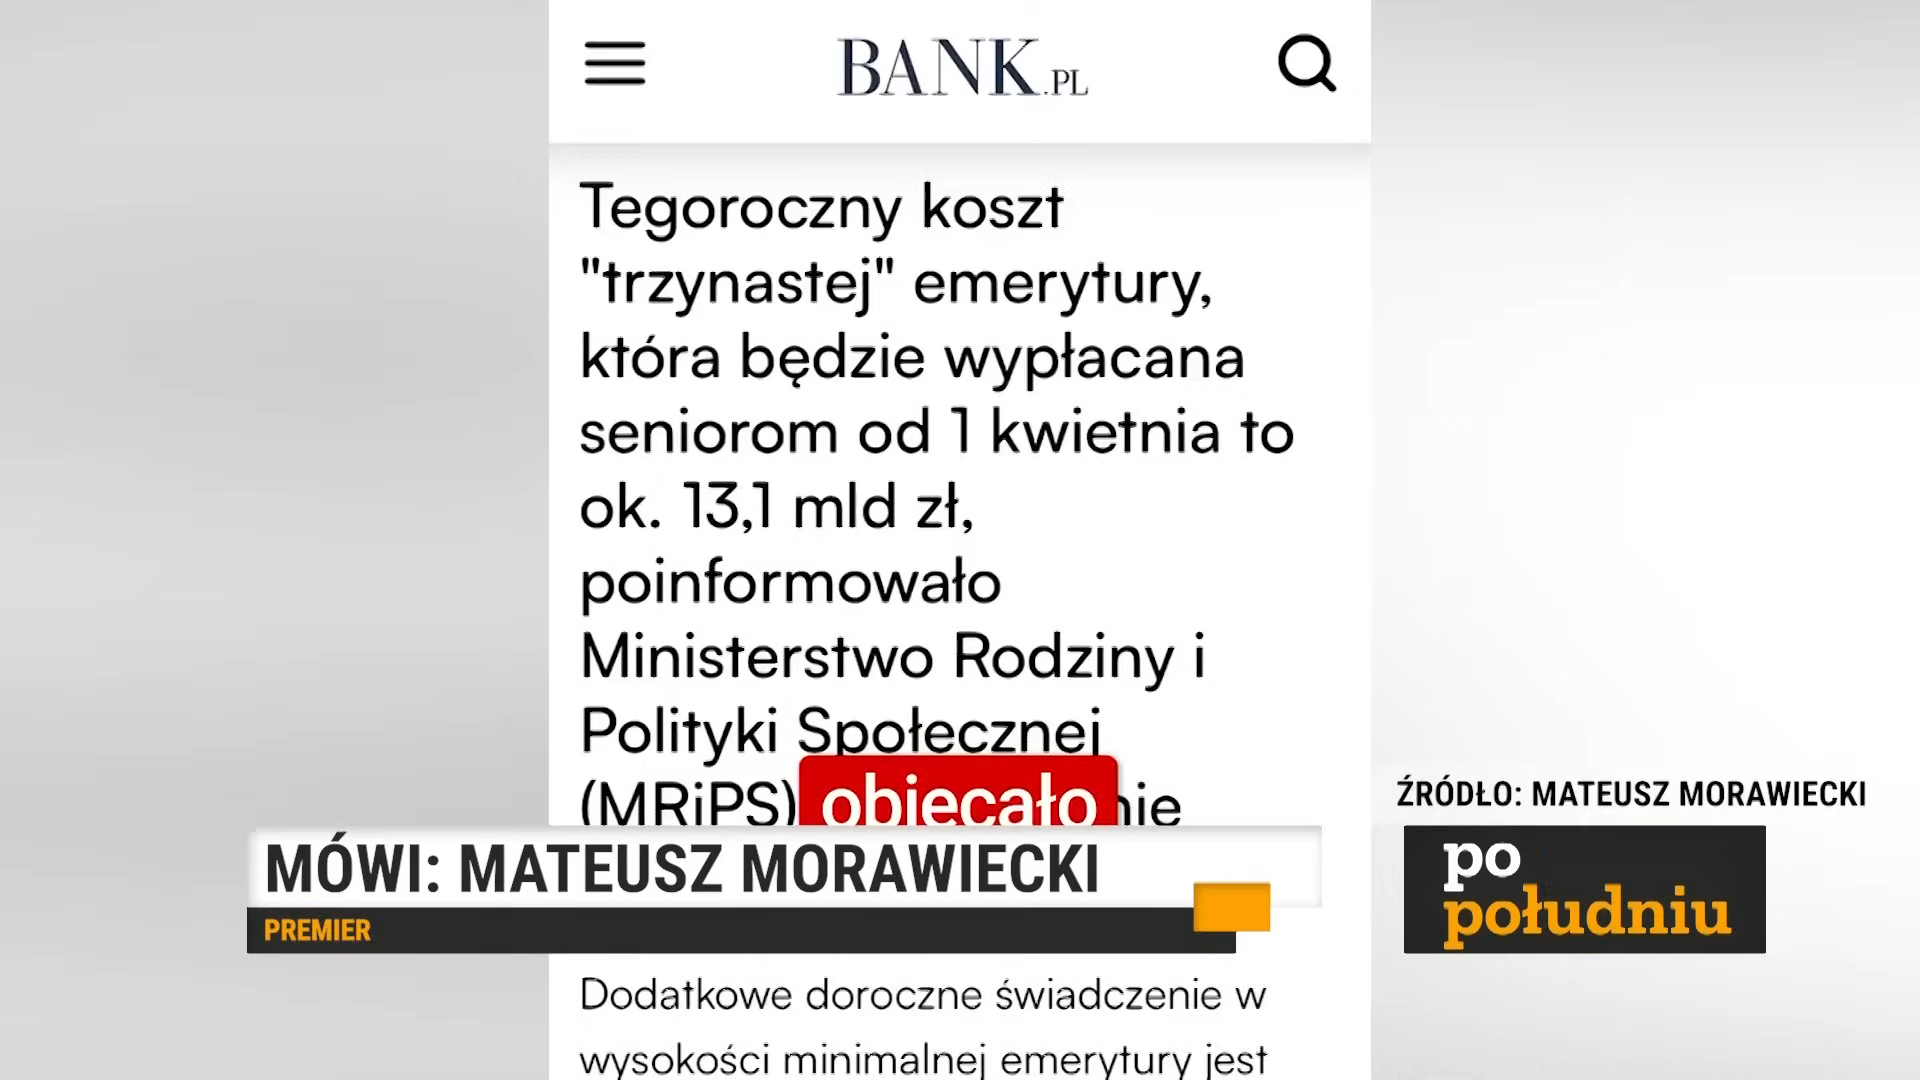 BANK.PL
Tegoroczny koszt
"trzynastej" emerytury,
która będzie wypłacana
seniorom od 1 kwietnia to
ok. 13,1 mld zł,
poinformowało
Ministerstwo Rodziny i
Polityki Społecznej
(MRiPS) obiecało
MÓWI: MATEUSZ MORAWIECKI
PREMIER
ŹRÓDŁO: MATEUSZ MORAWIECKI
po
południu
Dodatkowe doroczne świadczenie w
wysokości minimalnej emerytury jest